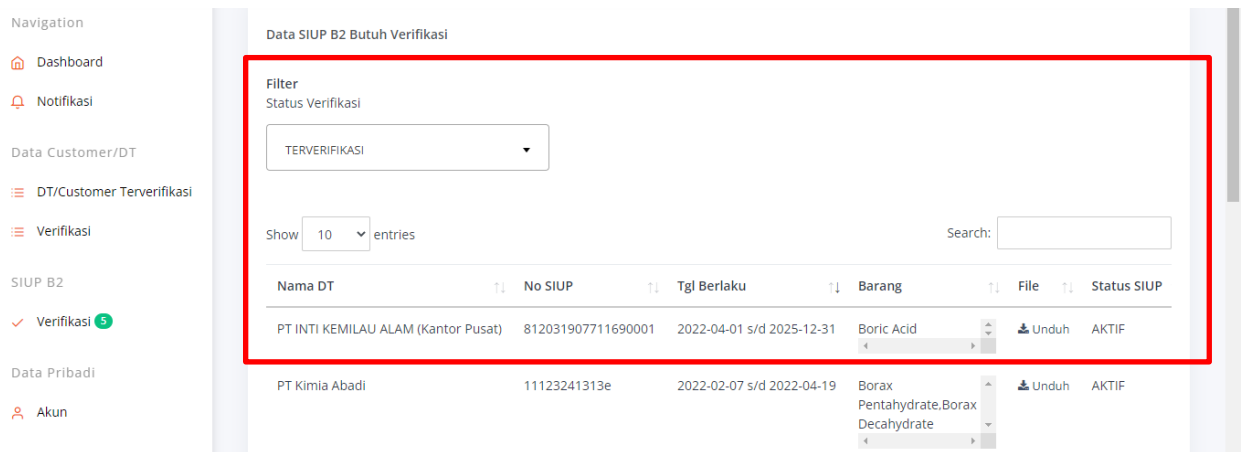 Navigation
Dashboard
Notifikasi
Data Customer/DT
DT/Customer Terverifikasi
Verifikasi
SIUP B2
Verifikasi 5
Data Pribadi
Akun
Data SIUP B2 Butuh Verifikasi
Filter
Status Verifikasi
TERVERIFIKASI
Show 10 entries
Search:
Nama DT No SIUP Tgl Berlaku Barang File Status SIUP
PT INTI KEMILAU ALAM (Kantor Pusat) 812031907711690001 2022-04-01 s/d 2025-12-31 Boric Acid Unduh AKTIF
PT Kimia Abadi 11123241313e 2022-02-07 s/d 2022-04-19 Borax Unduh AKTIF
Pentahydrate,Borax
Decahydrate